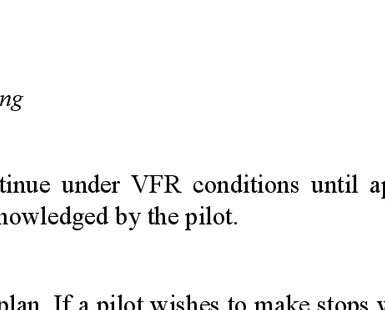 ng
tinue under VFR conditions until ap
nowledged by the pilot.
plan. If a pilot wishes to make stops w